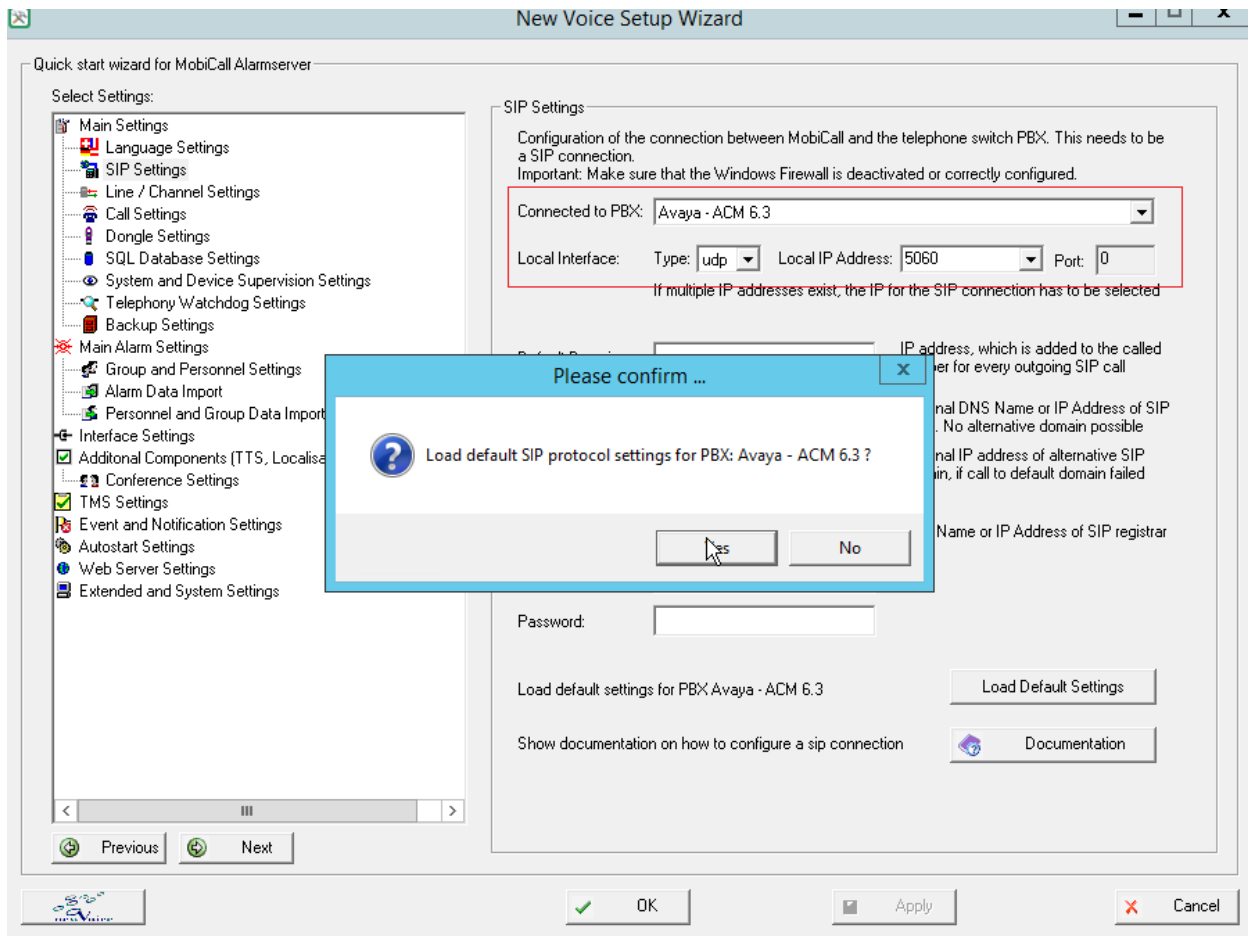 New Voice Setup Wizard
Quick start wizard for MobiCall Alarmserver
Select Settings:
Main Settings
Language Settings
SIP Settings
Line / Channel Settings
Call Settings
Dongle Settings
SQL Database Settings
System and Device Supervision Settings
Telephony Watchdog Settings
Backup Settings
Main Alarm Settings
Group and Personnel Settings
Alarm Data Import
Personnel and Group Data Import
Interface Settings
Additonal Components (TTS, Localisa
Conference Settings
TMS Settings
Event and Notification Settings
Autostart Settings
Web Server Settings
Extended and System Settings
Previous
Next
SIP Settings
Configuration of the connection between MobiCall and the telephone switch PBX. This needs to be
a SIP connection.
Important: Make sure that the Windows Firewall is deactivated or correctly configured.
Connected to PBX: Avaya - ACM 6.3
Local Interface: Type: udp Local IP Address: 5060 Port: 0
If multiple IP addresses exist, the IP for the SIP connection has to be selected
IP address, which is added to the called
er for every outgoing SIP call
nal DNS Name or IP Address of SIP
. No alternative domain possible
nal IP address of alternative SIP
in, if call to default domain failed
Name or IP Address of SIP registrar
Please confirm ...
x
Load default SIP protocol settings for PBX: Avaya - ACM 6.3 ?
Yes
No
Password:
Load default settings for PBX Avaya - ACM 6.3
Load Default Settings
Show documentation on how to configure a sip connection
Documentation
newVoice
OK
Apply
Cancel